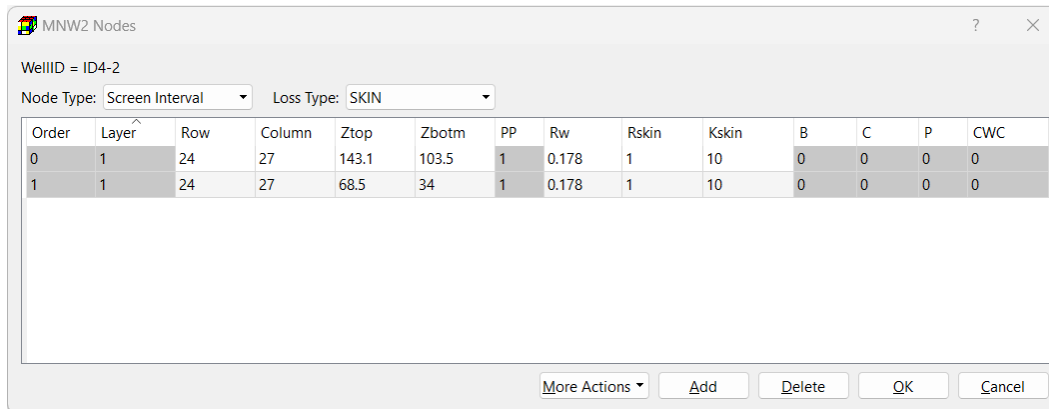 MNW2 Nodes ?
WellID = ID4-2
Node Type: Screen Interval Loss Type: SKIN
Order Layer Row Column Ztop Zbotm PP Rw Rskin Kskin B C P CWC
0 1 24 27 143.1 103.5 1 0.178 1 10 0 0 0 0
1 1 24 27 68.5 34 1 0.178 1 10 0 0 0 0
More Actions Add Delete OK Cancel